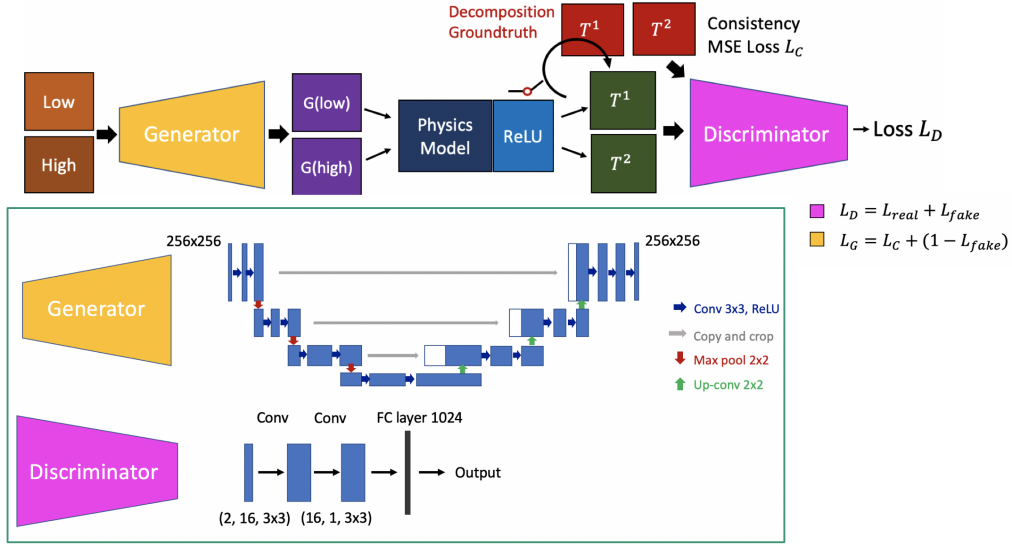 Decomposition
Groundtruth
T¹
T²
Consistency
MSE Loss L_C
Low
High
Generator
G(low)
G(high)
Physics
Model
ReLU
T¹
T²
Discriminator
Loss L_D
L_D = L_real + L_fake
L_G = L_C + (1 − L_fake)
256x256
256x256
Generator
Conv 3x3, ReLU
Copy and crop
Max pool 2x2
Up-conv 2x2
Conv
Conv
FC layer 1024
Discriminator
Output
(2, 16, 3x3)
(16, 1, 3x3)